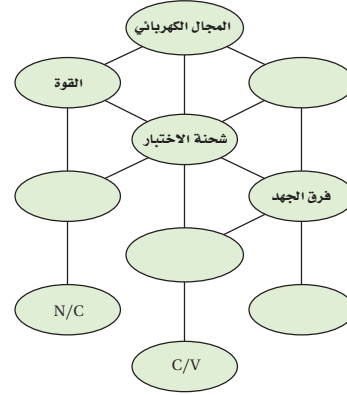 المجال الكهربائي
القوة
شحنة الاختبار
فرق الجهد
N/C
C/V